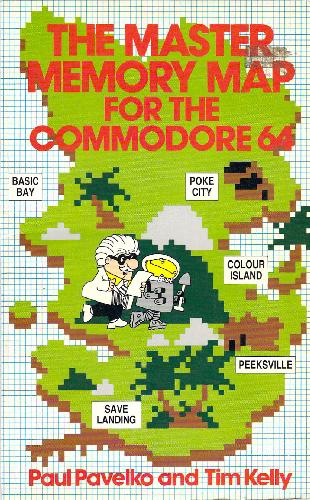 THE MASTER
MEMORY MAP
FOR THE
COMMODORE 64
BASIC
BAY
POKE
CITY
COLOUR
ISLAND
PEEKSVILLE
SAVE
LANDING
Paul Pavelko and Tim Kelly